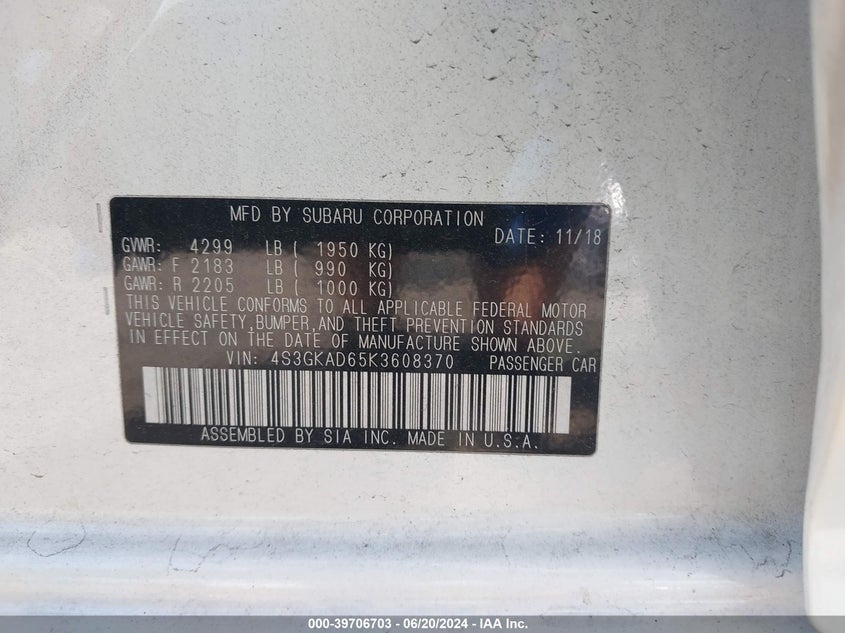 MFD BY SUBARU CORPORATION
DATE: 11/18
GVWR: 4299 LB ( 1950 KG)
GAWR: F 2183 LB ( 990 KG)
GAWR: R 2205 LB ( 1000 KG)
THIS VEHICLE CONFORMS TO ALL APPLICABLE FEDERAL MOTOR
VEHICLE SAFETY,BUMPER,AND THEFT PREVENTION STANDARDS
IN EFFECT ON THE DATE OF MANUFACTURE SHOWN ABOVE.
VIN: 4S3GKAD65K3608370 PASSENGER CAR
ASSEMBLED BY SIA INC. MADE IN U.S.A.
000-39706703 - 06/20/2024 - IAA Inc.